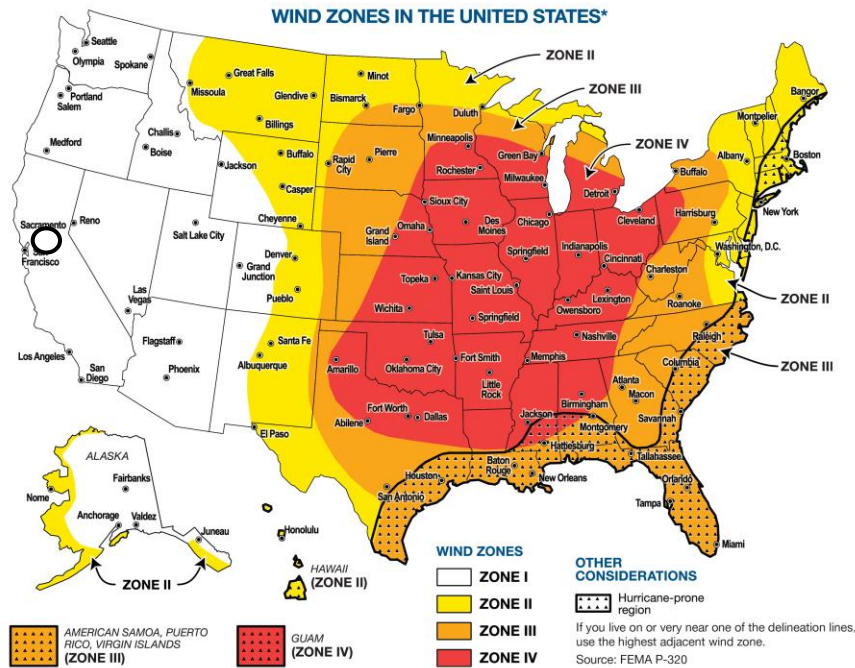 WIND ZONES IN THE UNITED STATES*
ZONE II
ZONE III
ZONE IV
Seattle
Olympia
Spokane
Portland
Salem
Medford
Challis
Boise
Missoula
Great Falls
Glendive
Billings
Minot
Bismarck
Fargo
Duluth
Minneapolis
Bangor
Montpelier
Albany
Boston
New York
Buffalo
Harrisburg
Washington, D.C.
Jackson
Buffalo
Casper
Cheyenne
Rapid
City
Pierre
Rochester
Green Bay
Milwaukee
Detroit
Cleveland
Sioux City
Omaha
Des
Moines
Chicago
Grand
Island
Sacramento
San
Francisco
Reno
Salt Lake City
Denver
Grand
Junction
Pueblo
Springfield
Indianapolis
Cincinnati
Charleston
Roanoke
ZONE II
Topeka
Kansas City
Saint Louis
Lexington
Owensboro
Wichita
Springfield
Nashville
Raleigh
ZONE III
Las
Vegas
Los Angeles
San
Diego
Flagstaff
Phoenix
Santa Fe
Albuquerque
El Paso
Amarillo
Tulsa
Oklahoma City
Fort Smith
Little
Rock
Memphis
Columbia
Atlanta
Macon
Birmingham
Savannah
Fort Worth
Dallas
Abilene
Jackson
Montgomery
Hattiesburg
Tallahassee
Baton
Rouge
New Orleans
Houston
San Antonio
Orlando
Tampa
Miami
ALASKA
Fairbanks
Nome
Anchorage
Valdez
Juneau
ZONE II
Honolulu
HAWAII
(ZONE II)
WIND ZONES
ZONE I
ZONE II
ZONE III
ZONE IV
OTHER
CONSIDERATIONS
Hurricane-prone
region
If you live on or very near one of the delineation lines,
use the highest adjacent wind zone.
Source: FEMA P-320
AMERICAN SAMOA, PUERTO
RICO, VIRGIN ISLANDS
(ZONE III)
GUAM
(ZONE IV)